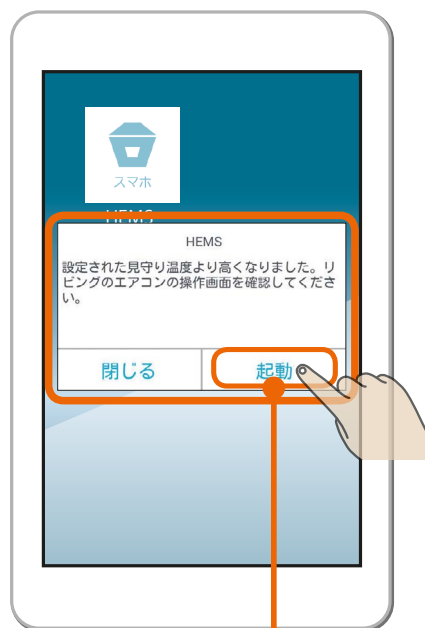 スマホ
HEMS
HEMS
設定された見守り温度より高くなりました。リ
ビングのエアコンの操作画面を確認してくださ
い。
閉じる
起動